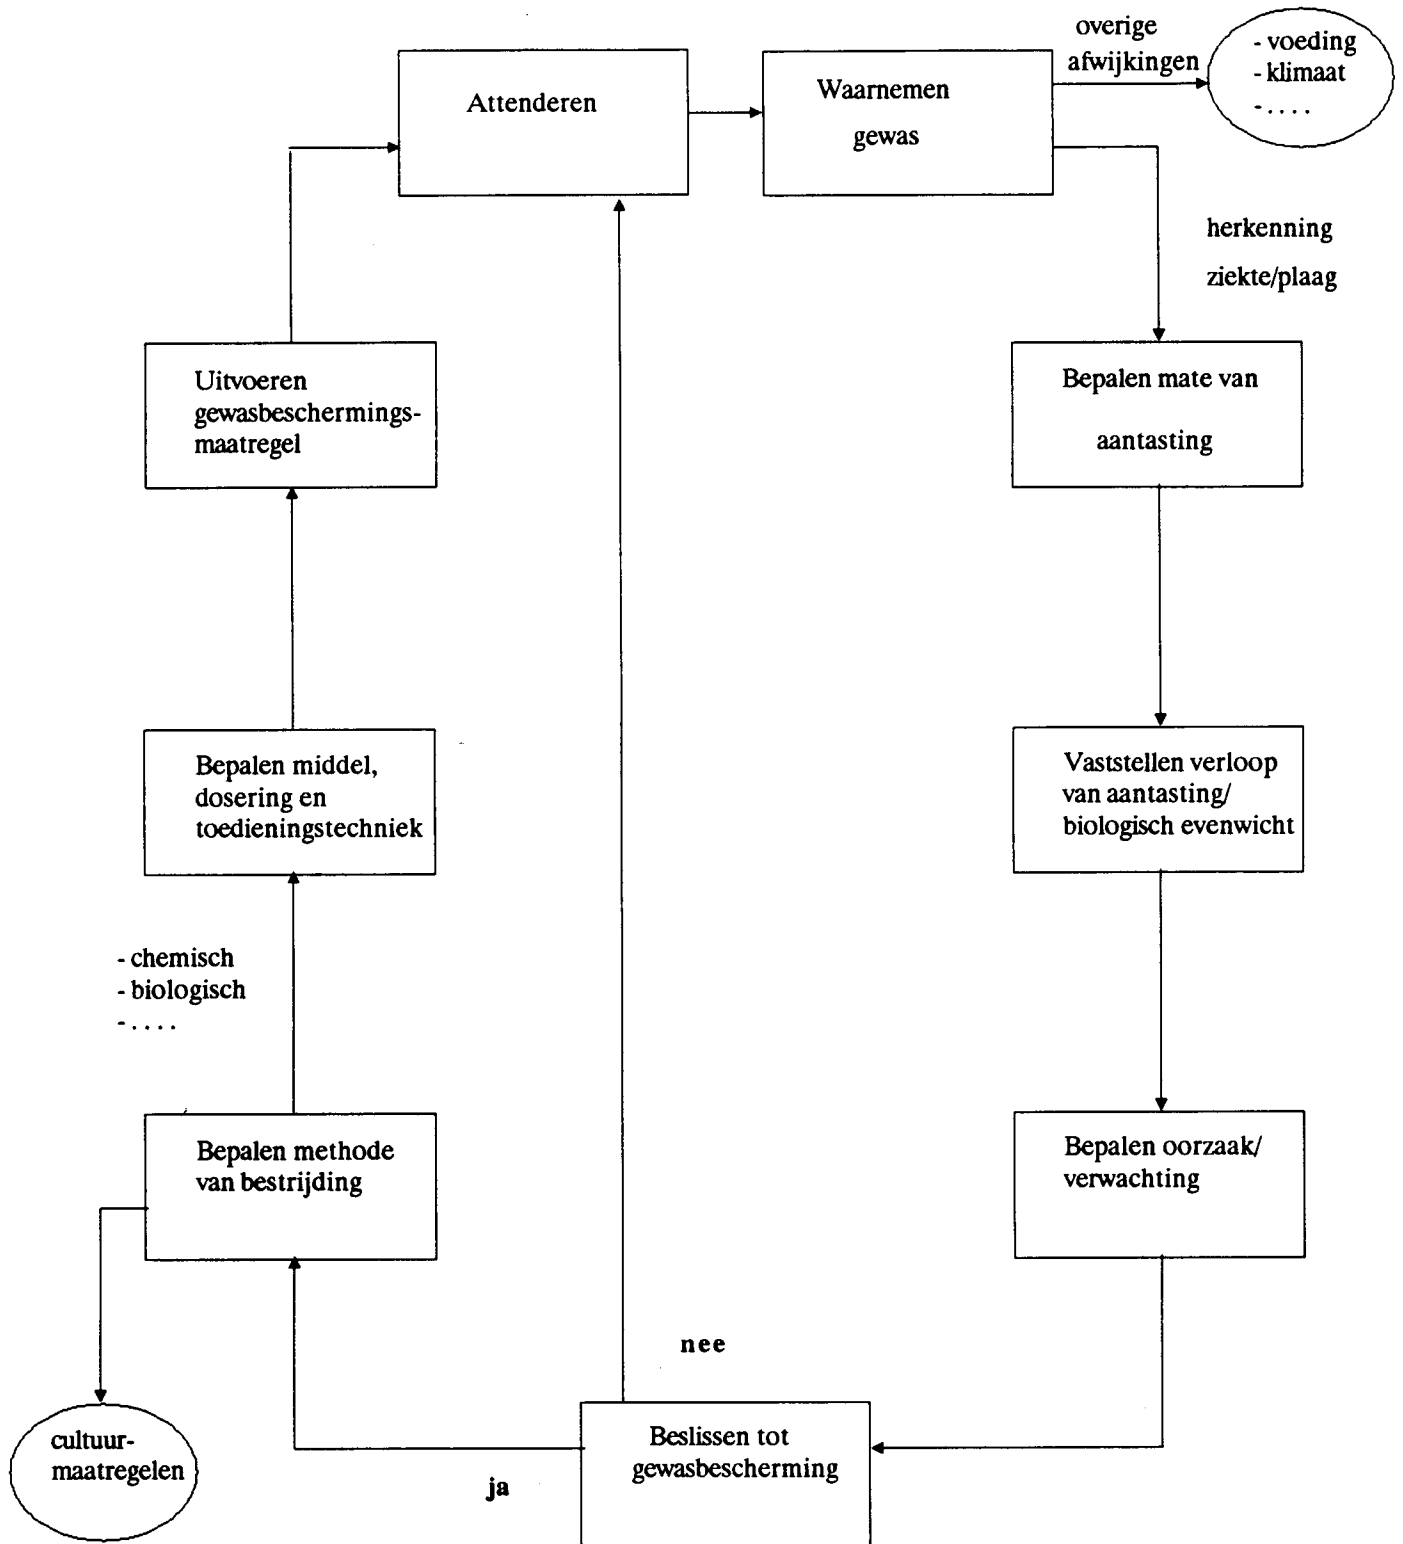 overige
afwijkingen
- voeding
- klimaat
- . . . .
Attenderen
Waarnemen
gewas
herkenning
ziekte/plaag
Uitvoeren
gewasbeschermings-
maatregel
Bepalen mate van
aantasting
Bepalen middel,
dosering en
toedieningstechniek
Vaststellen verloop
van aantasting/
biologisch evenwicht
- chemisch
- biologisch
- . . . .
Bepalen methode
van bestrijding
Bepalen oorzaak/
verwachting
nee
cultuur-
maatregelen
ja
Beslissen tot
gewasbescherming